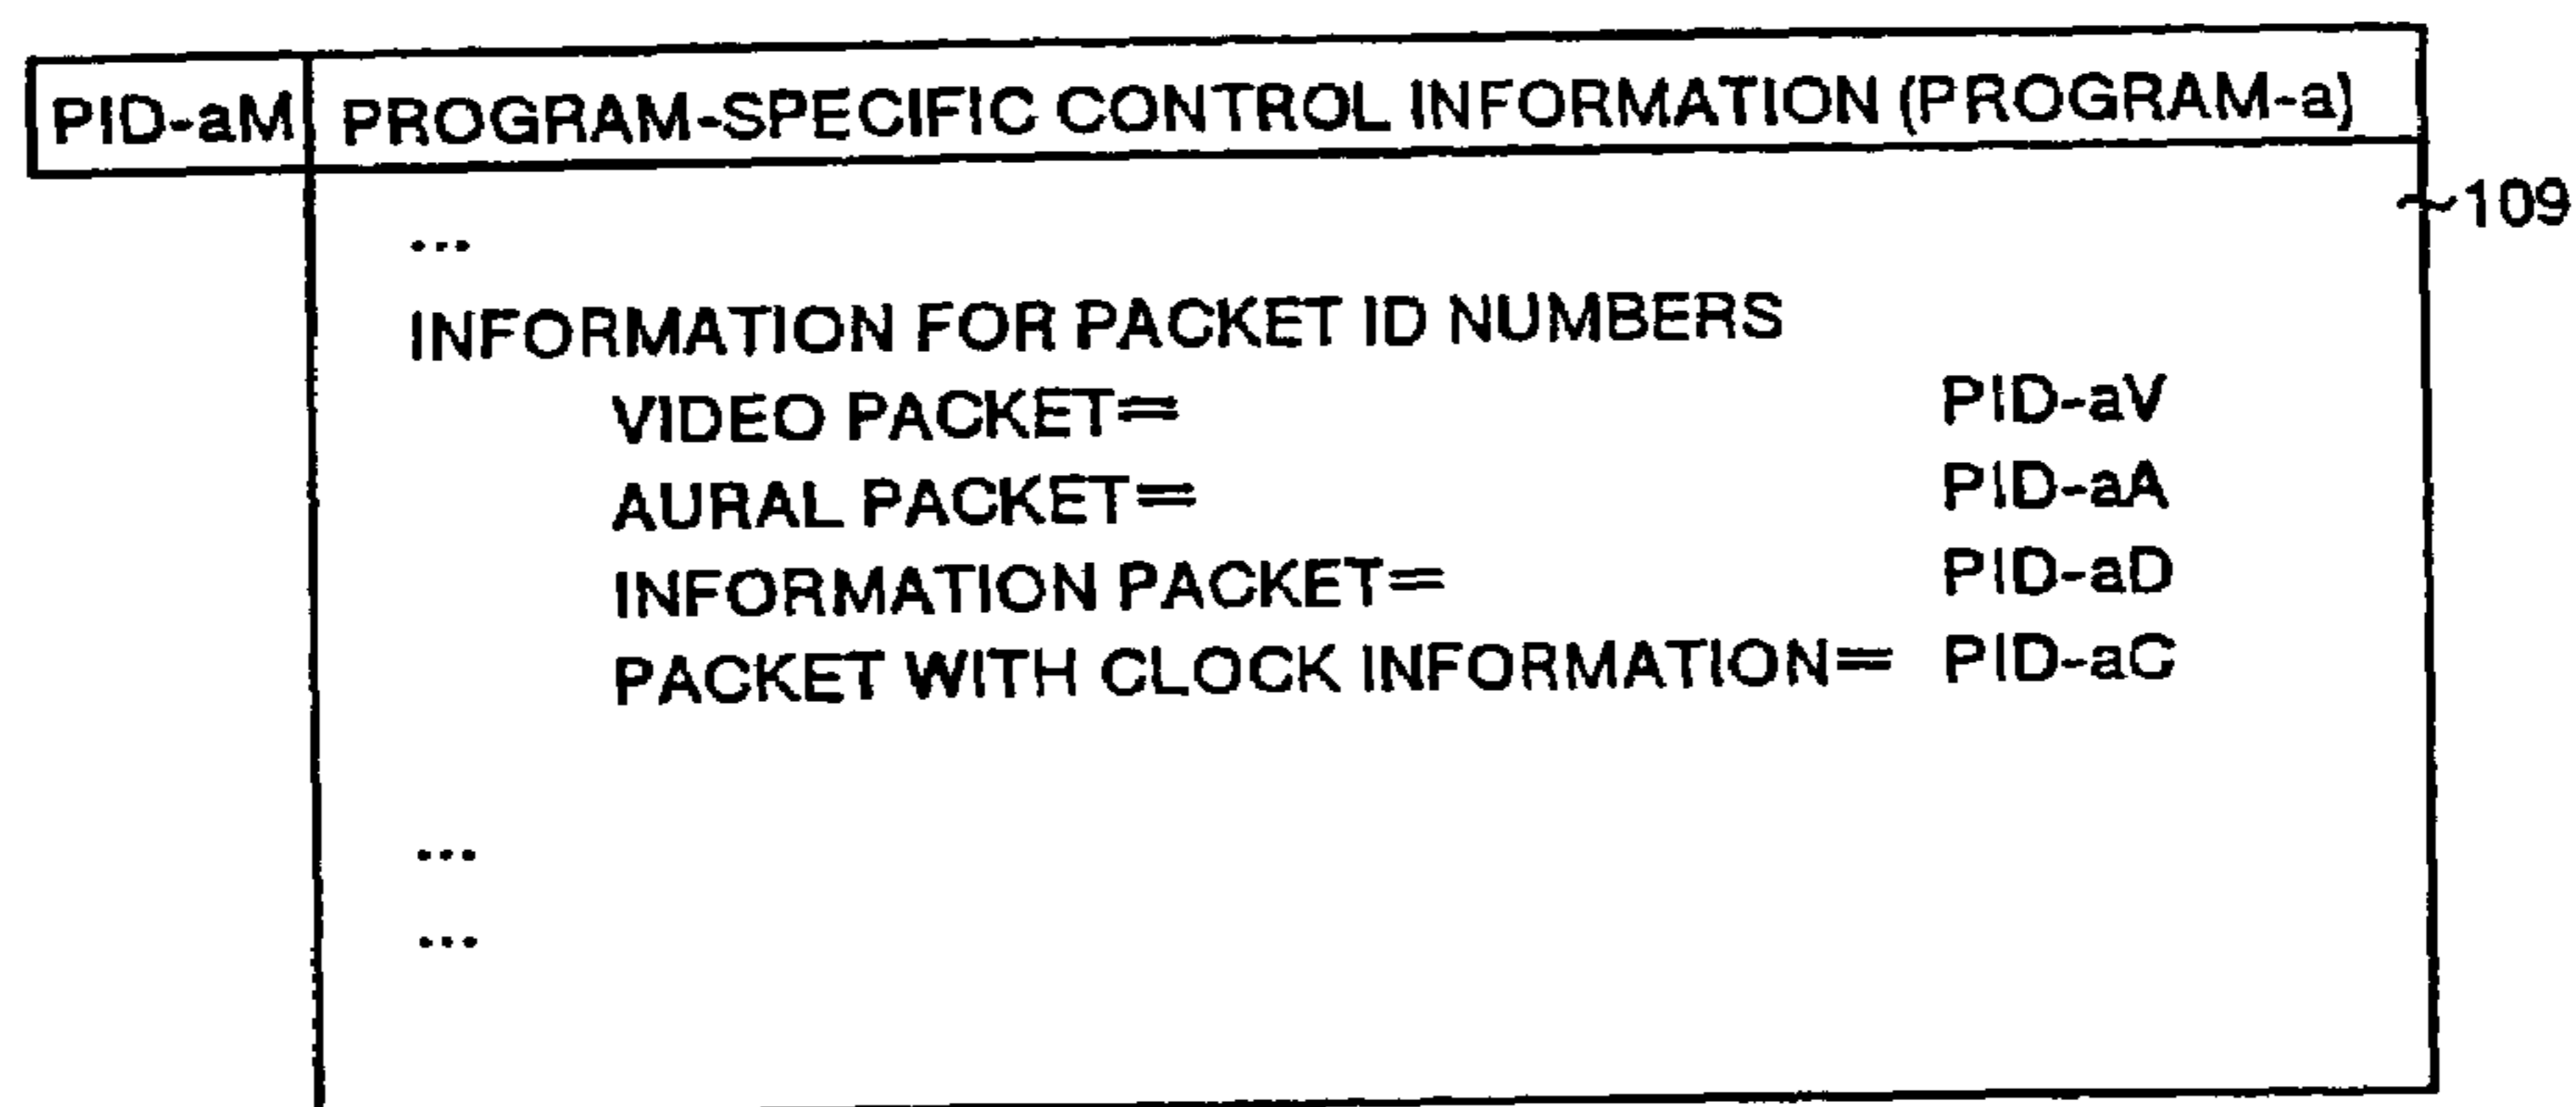 PID-aM PROGRAM-SPECIFIC CONTROL INFORMATION (PROGRAM-a)
109
...
INFORMATION FOR PACKET ID NUMBERS
VIDEO PACKET= PID-aV
AURAL PACKET= PID-aA
INFORMATION PACKET= PID-aD
PACKET WITH CLOCK INFORMATION= PID-aC
...
...